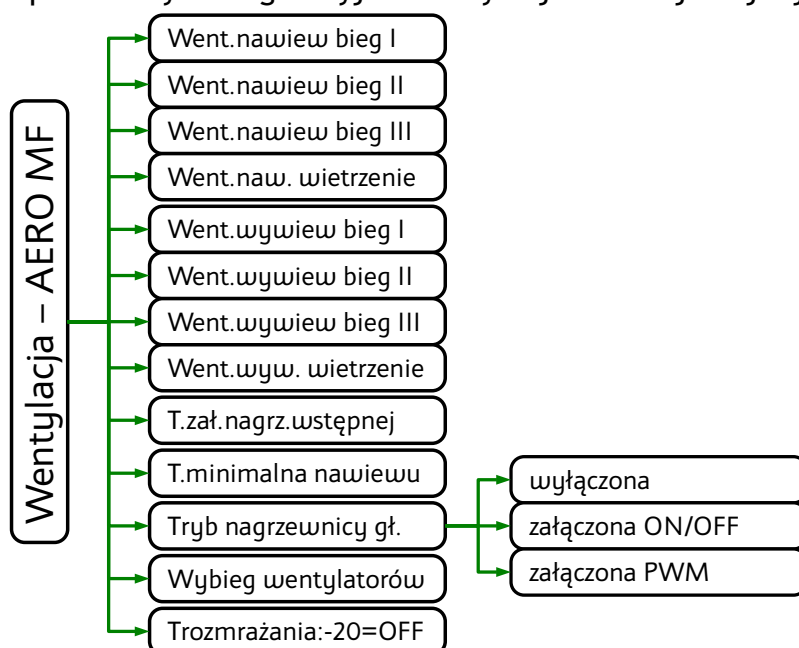 Wentylacja – AERO MF
Went.nawiew bieg I
Went.nawiew bieg II
Went.nawiew bieg III
Went.naw. wietrzenie
Went.wywiew bieg I
Went.wywiew bieg II
Went.wywiew bieg III
Went.wyw. wietrzenie
T.zał.nagrz.wstępnej
T.minimalna nawiewu
Tryb nagrzewnicy gł.
wyłączona
załączona ON/OFF
załączona PWM
Wybieg wentylatorów
Trozmrażania:-20=OFF